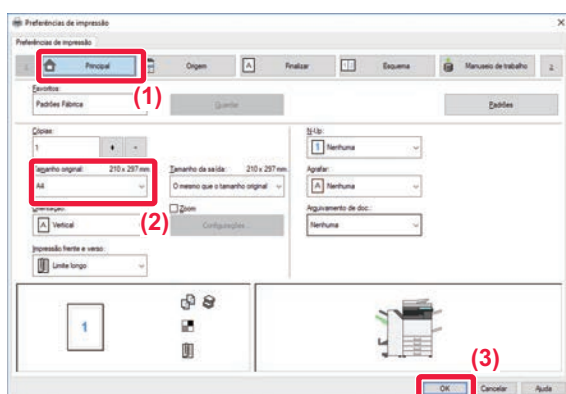 Preferências de impressão
Preferências de impressão
Principal
Origem
Finalizar
Esquema
Manuseio de trabalho
Favoritos:
Padrões Fábrica
(1)
Guardar
Padrões
Cópias:
1
+ -
N-Up:
1 Nenhuma
Tamanho original: 210 x 297 mm
A4
Tamanho da saída: 210 x 297 mm
O mesmo que o tamanho original
Agrafar:
A Nenhuma
(2)
Orientação:
A Vertical
Zoom
Configurações...
Arquivamento de doc.:
Nenhuma
Impressão frente e verso:
Limite longo
1
(3)
OK
Cancelar
Ajuda